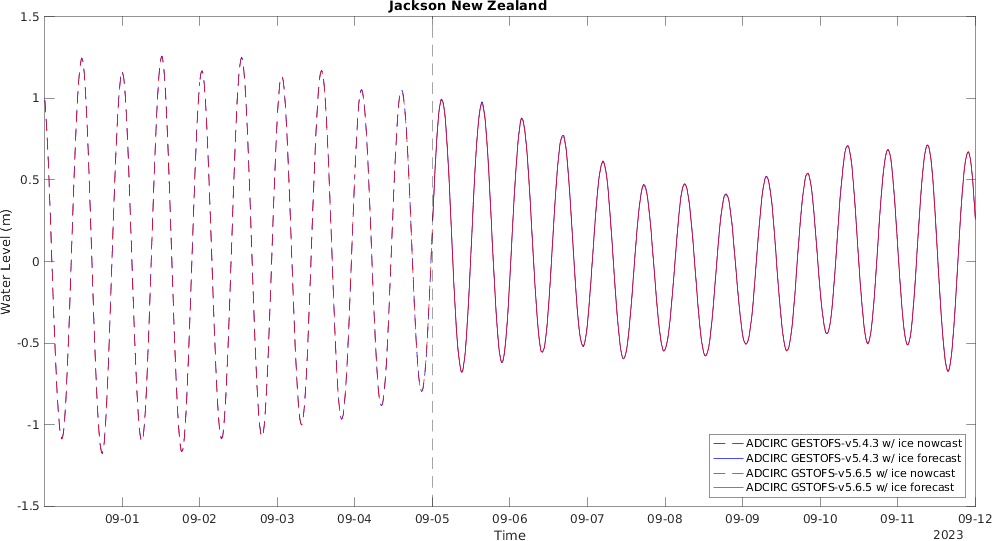 Jackson New Zealand
1.5
1
0.5
0
-0.5
-1
-1.5
Water Level (m)
09-01 09-02 09-03 09-04 09-05 09-06 09-07 09-08 09-09 09-10 09-11 09-12
Time
2023
ADCIRC GESTOFS-v5.4.3 w/ ice nowcast
ADCIRC GESTOFS-v5.4.3 w/ ice forecast
ADCIRC GSTOFS-v5.6.5 w/ ice nowcast
ADCIRC GSTOFS-v5.6.5 w/ ice forecast